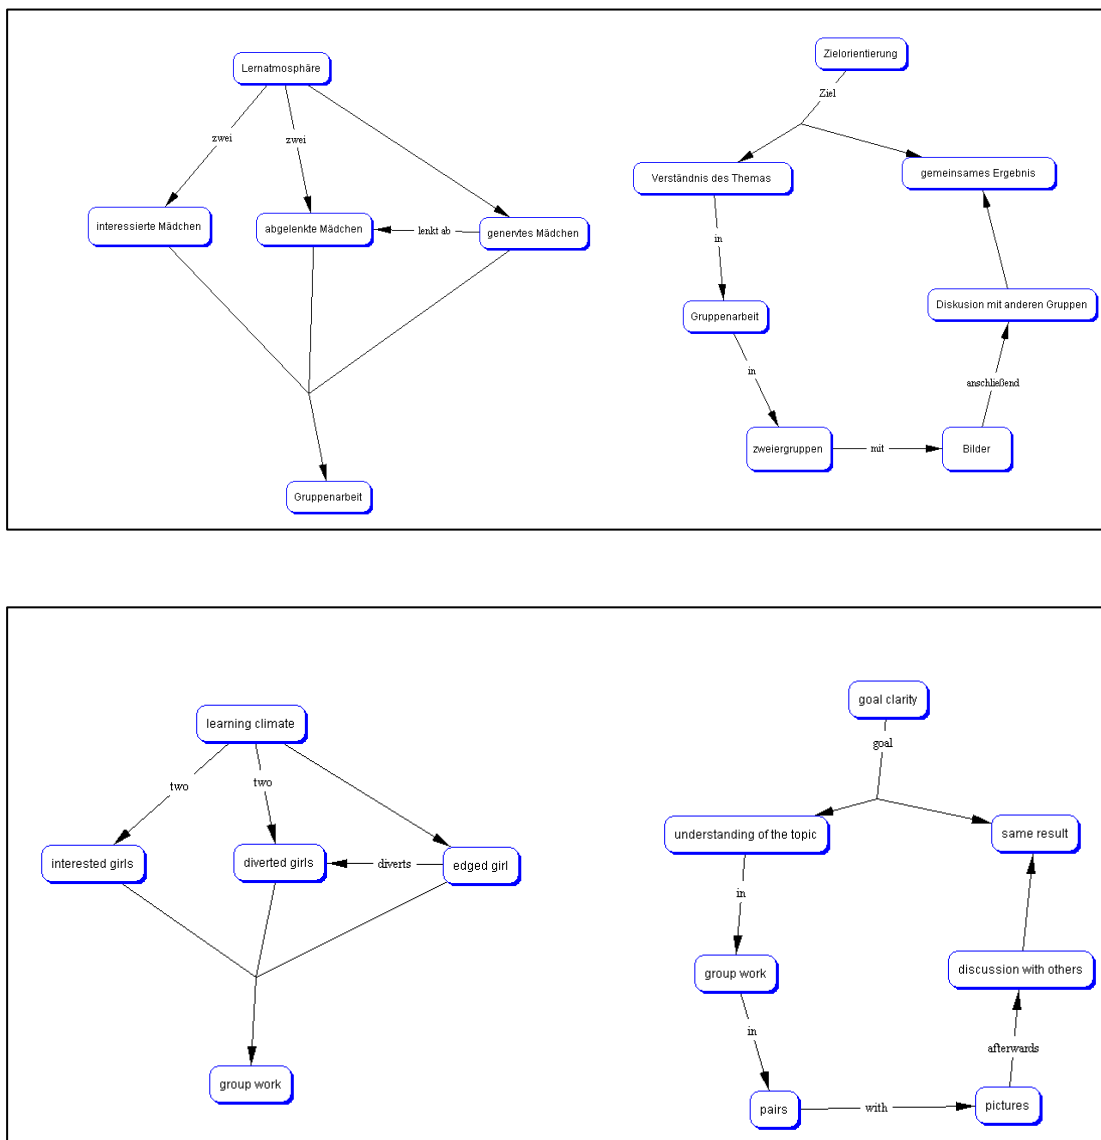 Lernatmosphäre
zwei
zwei
interessierte Mädchen
abgelenkte Mädchen
lenkt ab
genervtes Mädchen
Gruppenarbeit
Zielorientierung
Ziel
Verständnis des Themas
gemeinsames Ergebnis
in
Gruppenarbeit
in
zweiergruppen
mit
Bilder
anschließend
Diskusion mit anderen Gruppen
learning climate
two
two
interested girls
diverted girls
diverts
edged girl
group work
goal clarity
goal
understanding of the topic
same result
in
group work
in
pairs
with
pictures
afterwards
discussion with others